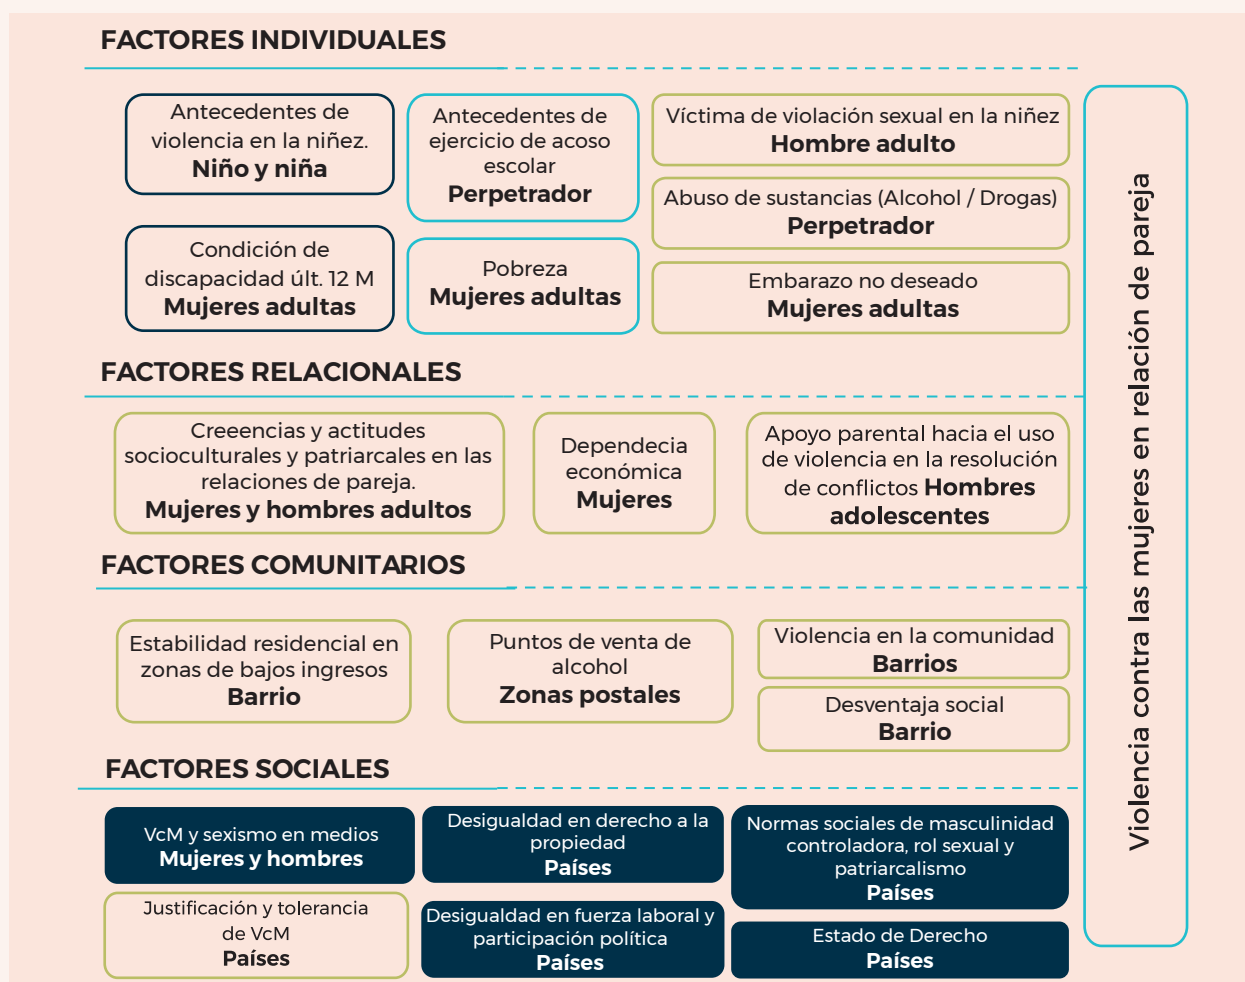 FACTORES INDIVIDUALES
Antecedentes de
violencia en la niñez.
Niño y niña
Antecedentes de
ejercicio de acoso
escolar
Perpetrador
Víctima de violación sexual en la niñez
Hombre adulto
Abuso de sustancias (Alcohol / Drogas)
Perpetrador
Condición de
discapacidad últ. 12 M
Mujeres adultas
Pobreza
Mujeres adultas
Embarazo no deseado
Mujeres adultas
FACTORES RELACIONALES
Creeencias y actitudes
socioculturales y patriarcales en las
relaciones de pareja.
Mujeres y hombres adultos
Dependecia
económica
Mujeres
Apoyo parental hacia el uso
de violencia en la resolución
de conflictos Hombres
adolescentes
FACTORES COMUNITARIOS
Estabilidad residencial en
zonas de bajos ingresos
Barrio
Puntos de venta de
alcohol
Zonas postales
Violencia en la comunidad
Barrios
Desventaja social
Barrio
FACTORES SOCIALES
VcM y sexismo en medios
Mujeres y hombres
Desigualdad en derecho a la
propiedad
Países
Normas sociales de masculinidad
controladora, rol sexual y
patriarcalismo
Países
Justificación y tolerancia
de VcM
Países
Desigualdad en fuerza laboral y
participación política
Países
Estado de Derecho
Países
Violencia contra las mujeres en relación de pareja